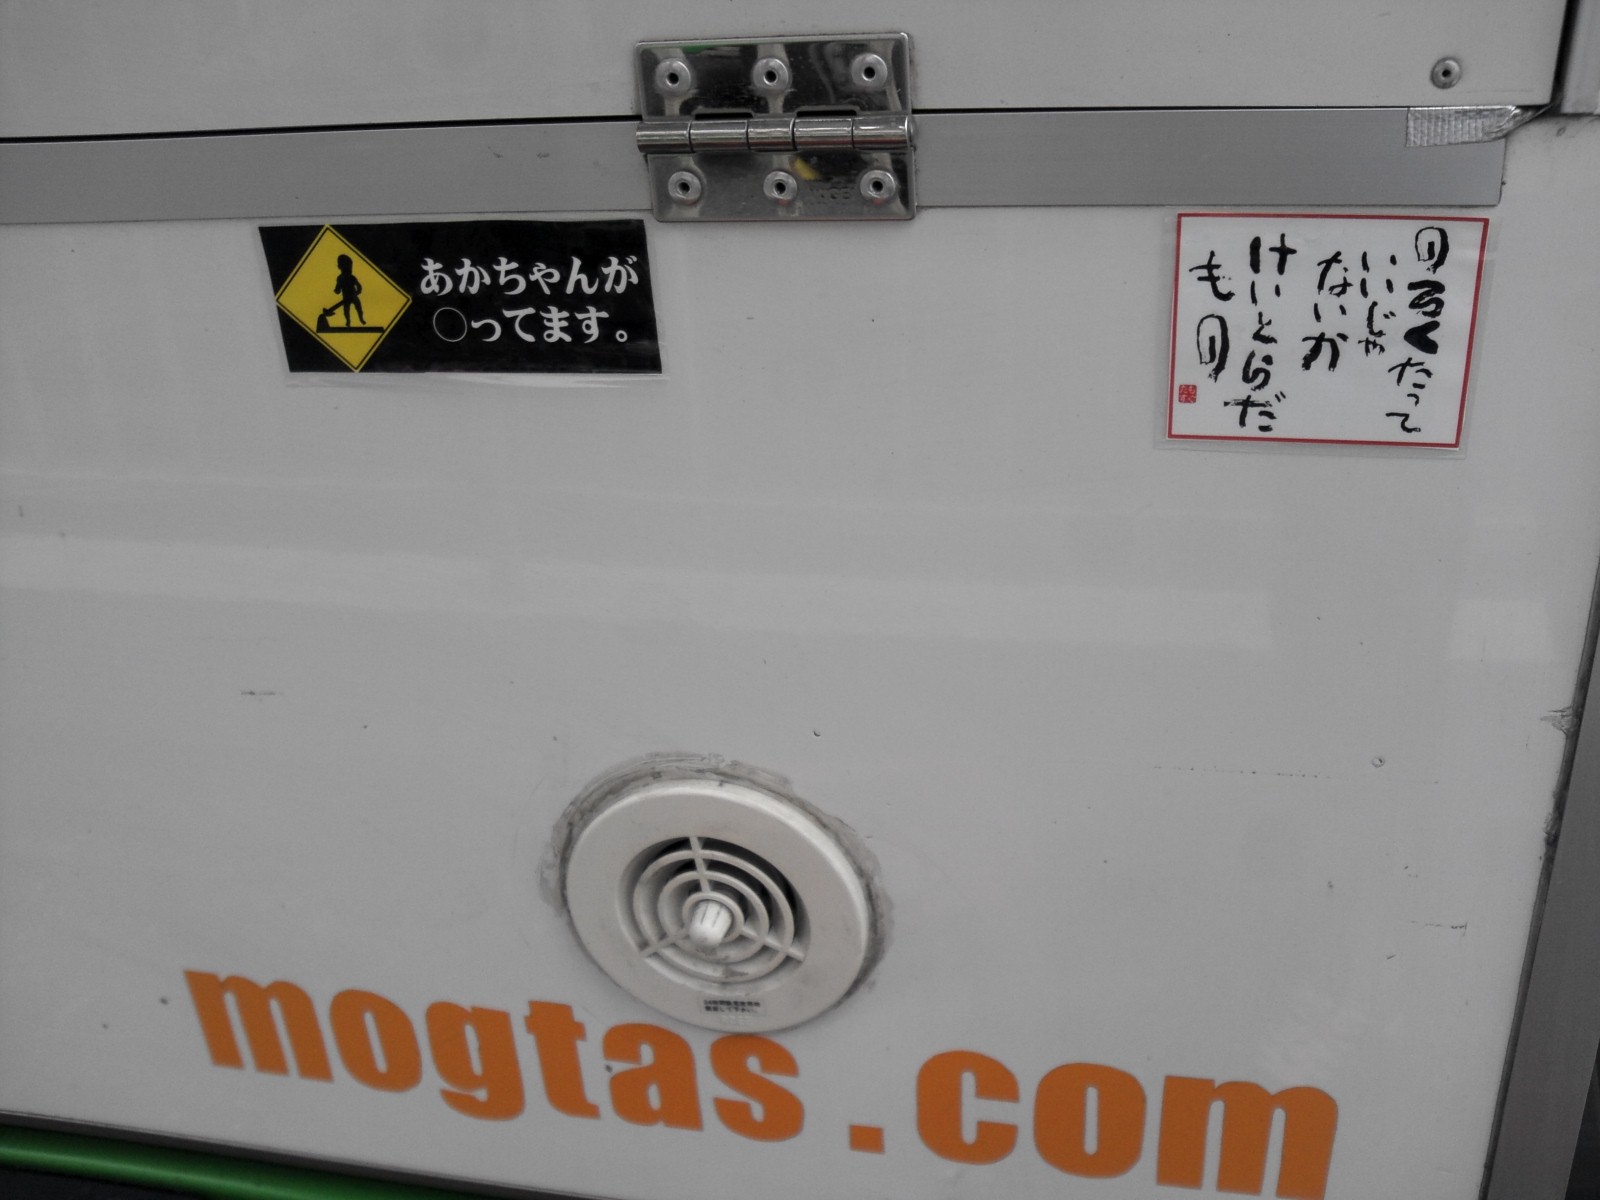 あかちゃんが
○ってます。
のろくたって
いいじゃ
ないか
けいとらだ
もの
mogtas.com